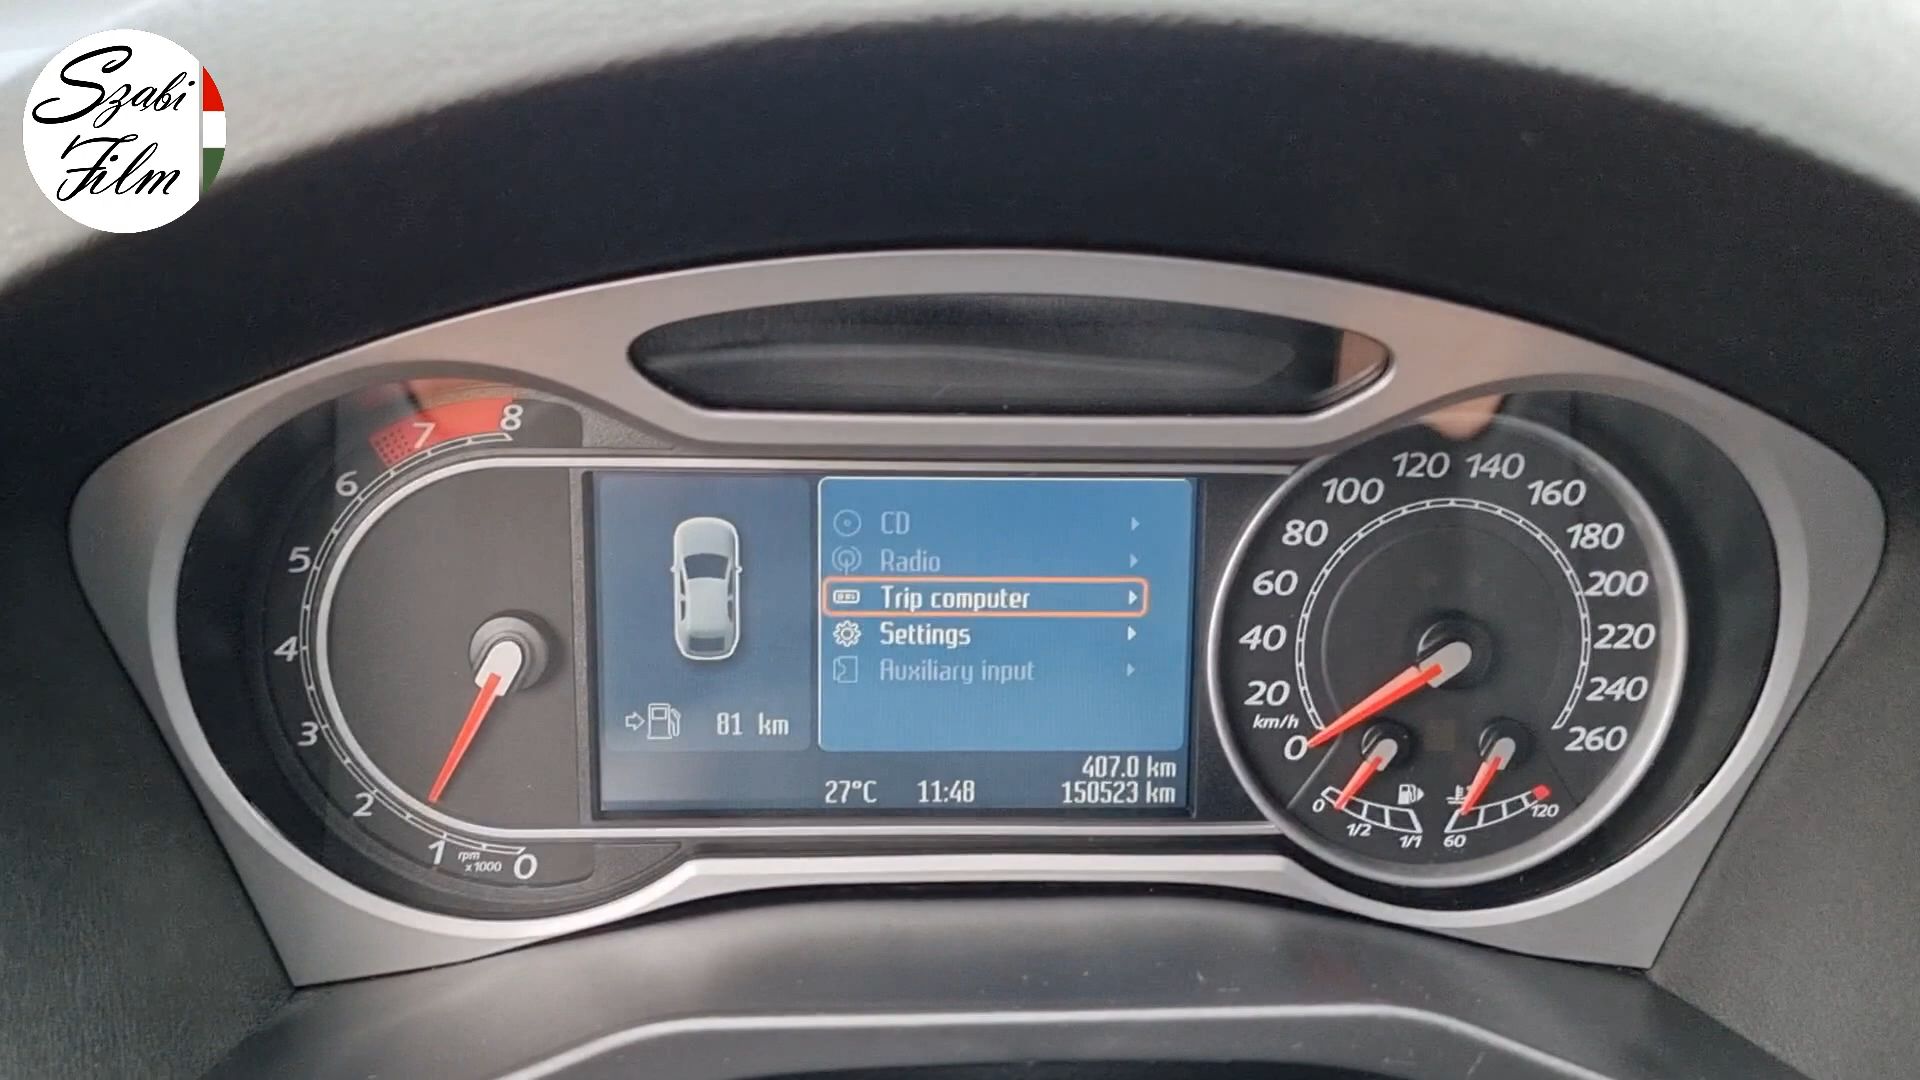 Szabi
Film
8
7
6
5
4
3
2
1
rpm
x1000
0
CD
Radio
Trip computer
Settings
Auxiliary input
81 km
407.0 km
27°C 11:48 150523 km
120 140
100 160
80 180
60 200
40 220
20 240
km/h
0 260
0 1/2 1/1
60 120